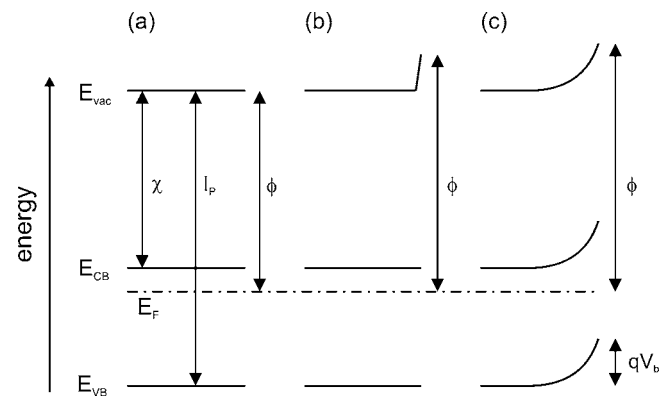 (a) (b) (c)
E_vac
χ I_P ϕ ϕ ϕ
energy
E_CB
E_F
E_VB
qV_b